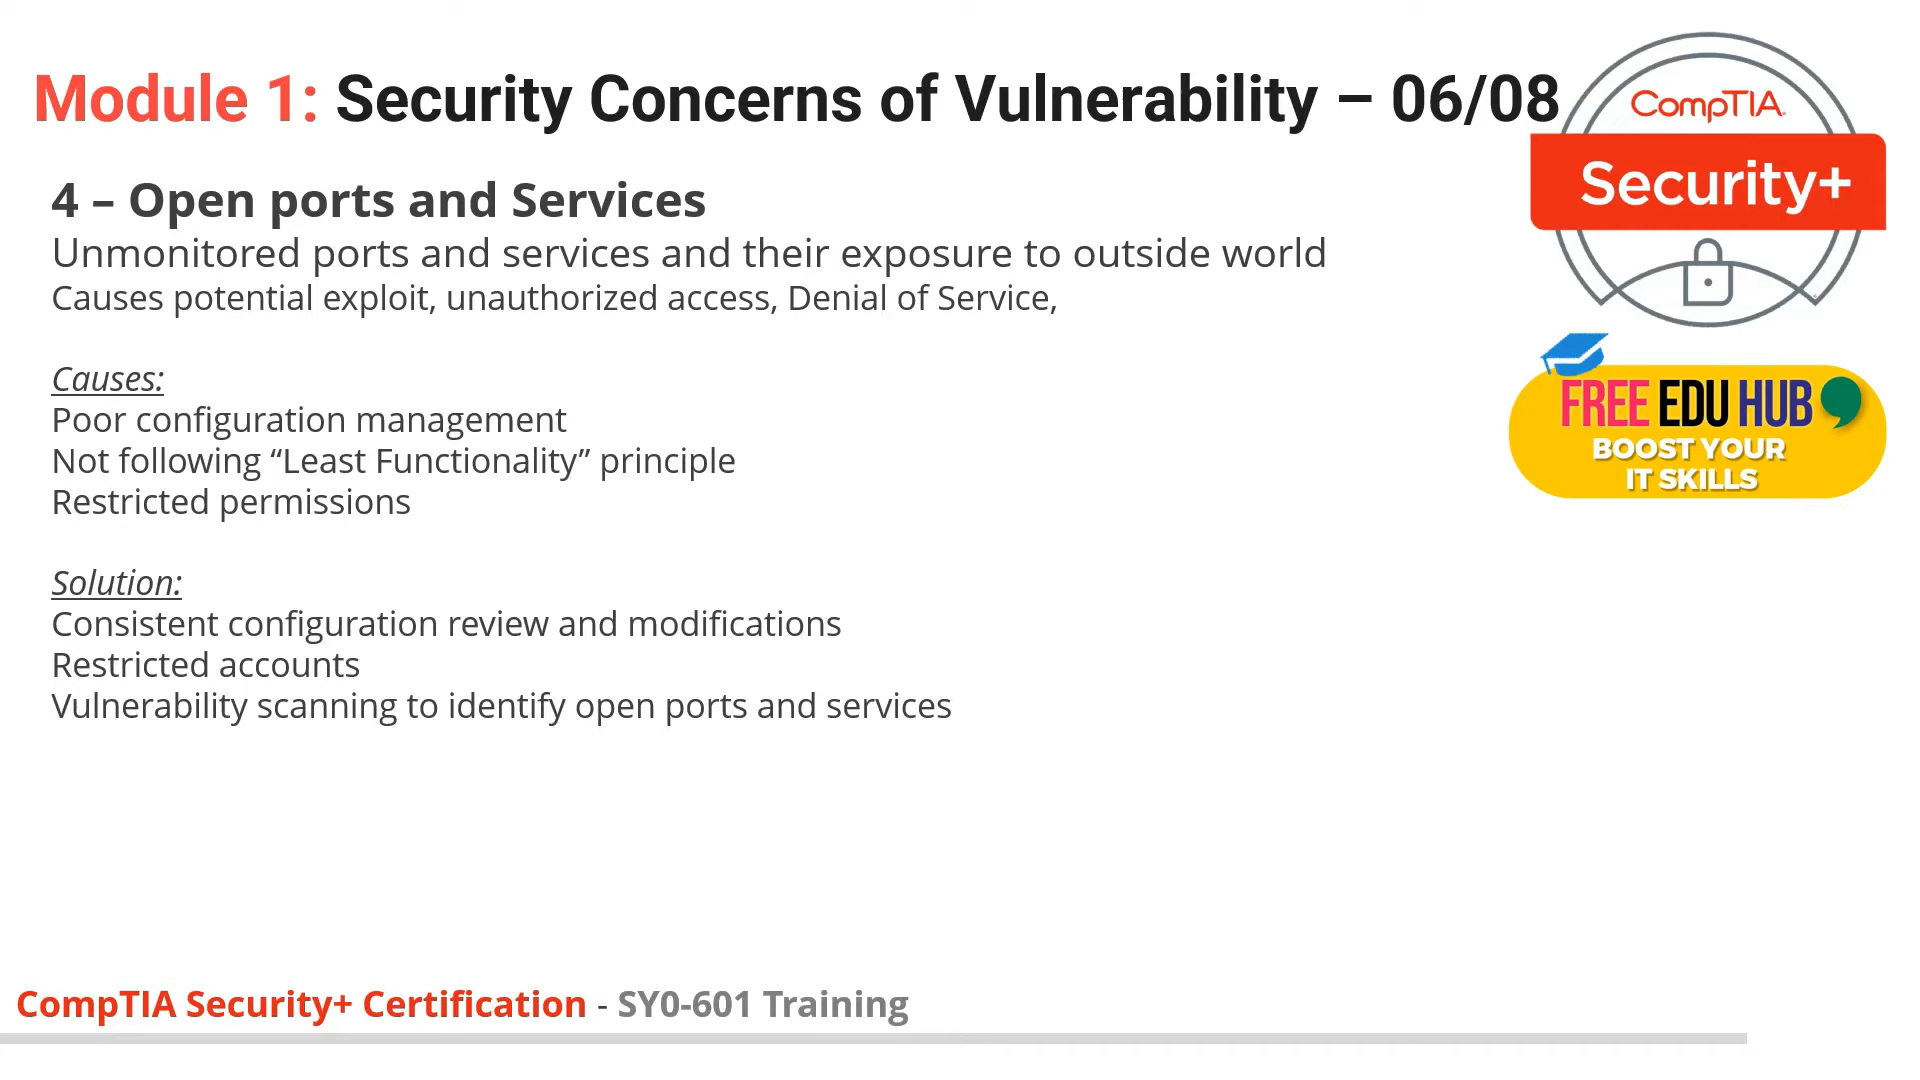 Module 1: Security Concerns of Vulnerability – 06/08
CompTIA.
Security+
4 – Open ports and Services
Unmonitored ports and services and their exposure to outside world
Causes potential exploit, unauthorized access, Denial of Service,
FREE EDU HUB
BOOST YOUR
IT SKILLS
Causes:
Poor configuration management
Not following “Least Functionality” principle
Restricted permissions
Solution:
Consistent configuration review and modifications
Restricted accounts
Vulnerability scanning to identify open ports and services
CompTIA Security+ Certification - SY0-601 Training